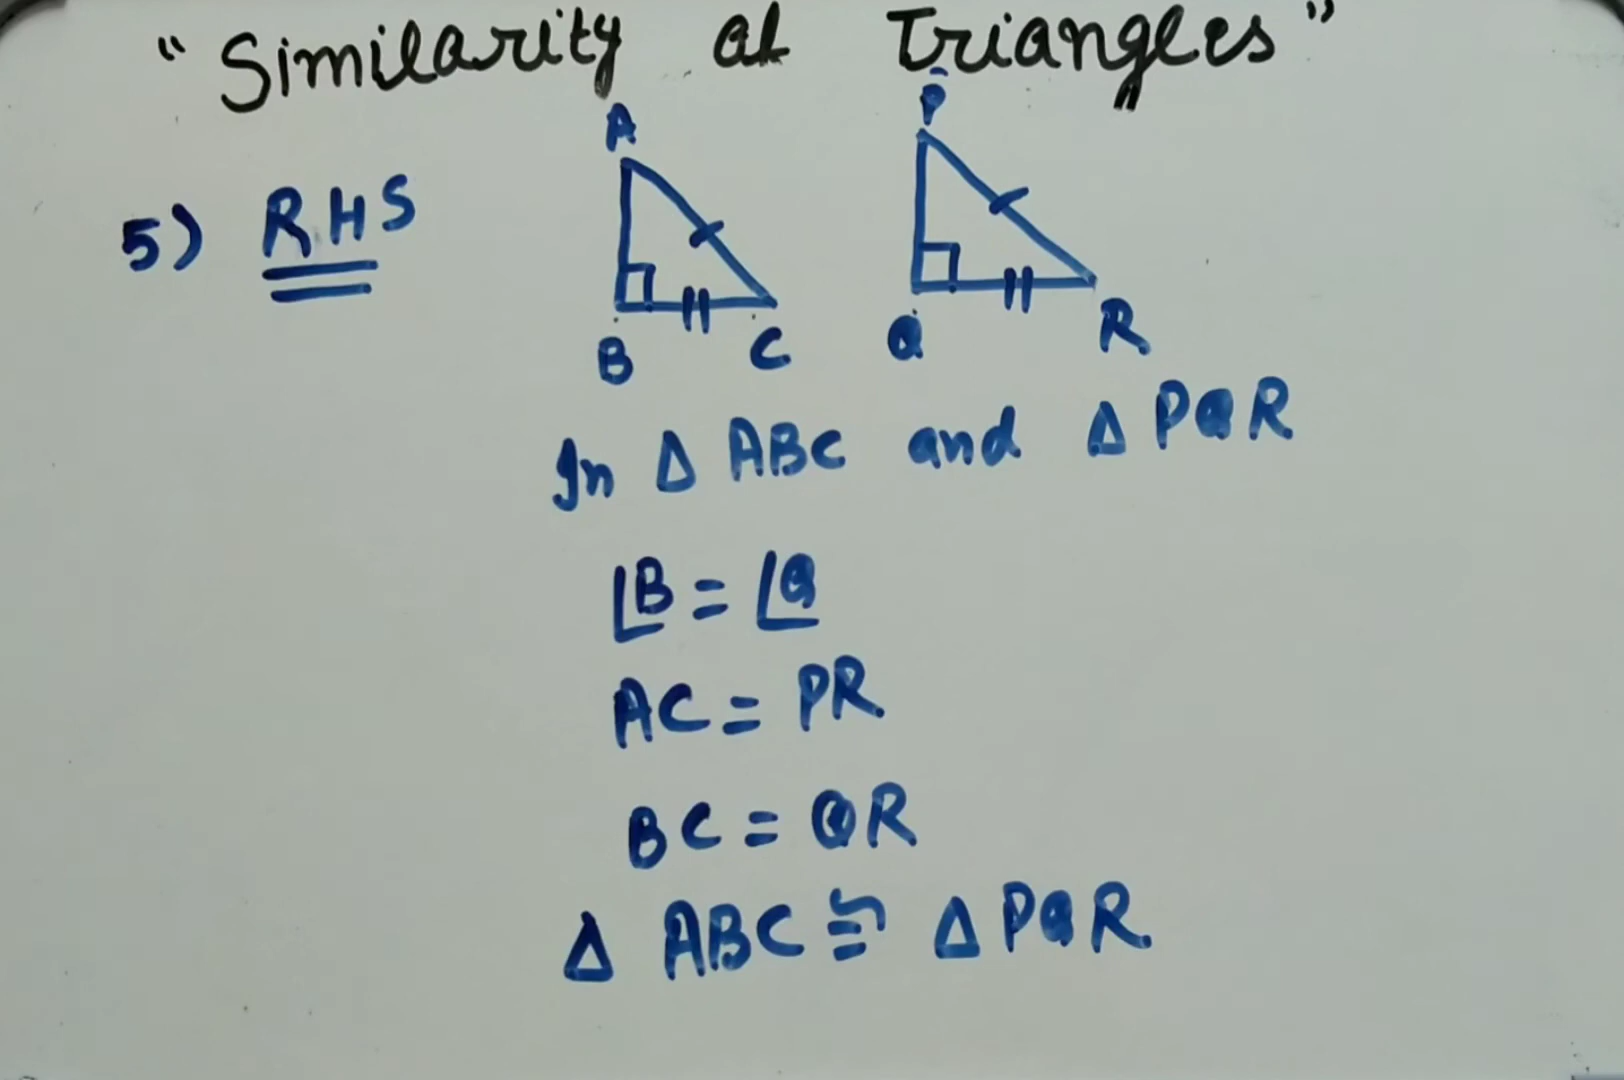 "Similarity of Triangles"
A
P
5) RHS
B
C
Q
R
In Δ ABC and Δ PQR
∠B = ∠Q
AC = PR
BC = QR
Δ ABC ≅ Δ PQR